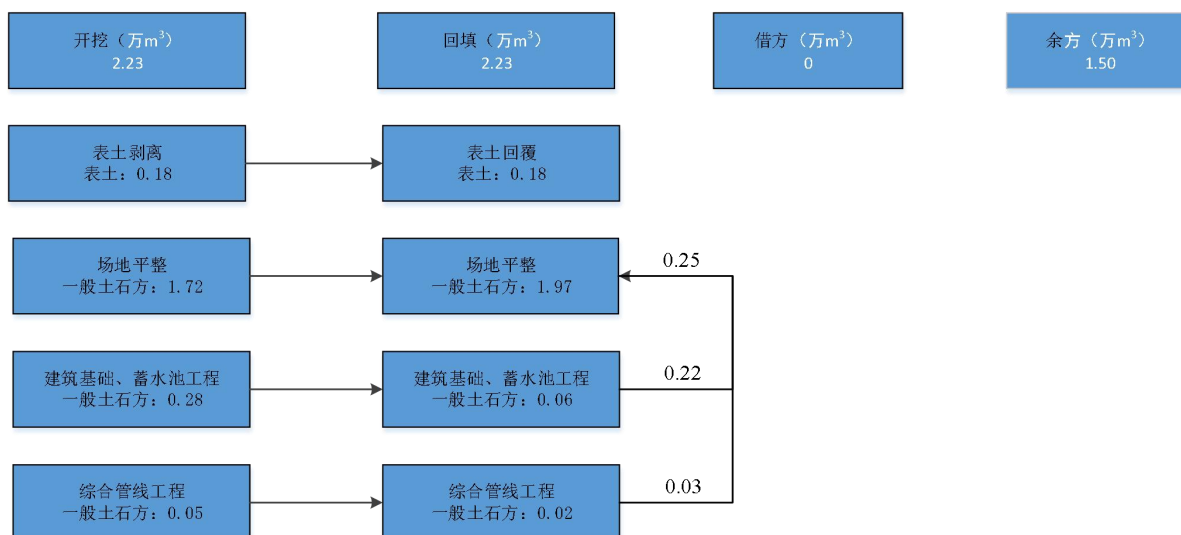 开挖（万m³）
2.23
回填（万m³）
2.23
借方（万m³）
0
余方（万m³）
1.50
表土剥离
表土：0.18
表土回覆
表土：0.18
场地平整
一般土石方：1.72
场地平整
一般土石方：1.97
0.25
建筑基础、蓄水池工程
一般土石方：0.28
建筑基础、蓄水池工程
一般土石方：0.06
0.22
综合管线工程
一般土石方：0.05
综合管线工程
一般土石方：0.02
0.03